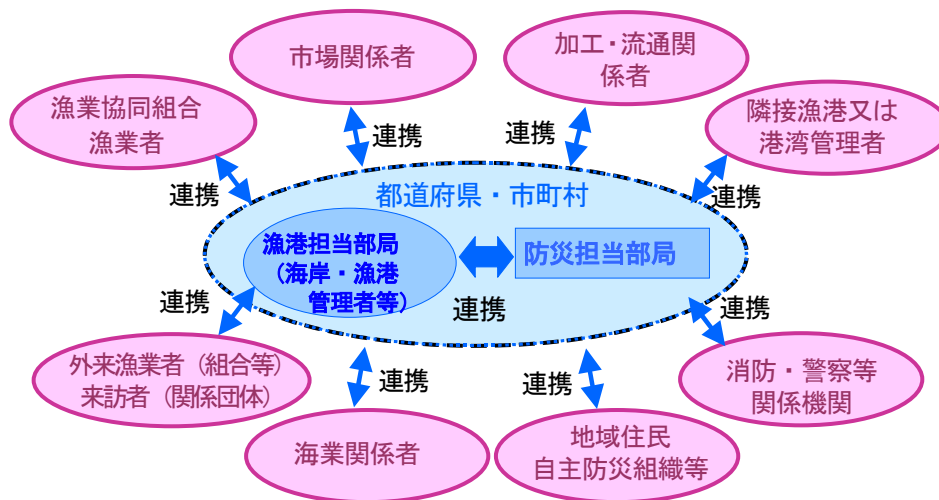 市場関係者
加工・流通関
係者
漁業協同組合
漁業者
隣接漁港又は
港湾管理者
連携
連携
連携
連携
都道府県・市町村
漁港担当部局
（海岸・漁港
管理者等）
防災担当部局
連携
連携
連携
外来漁業者（組合等）
来訪者（関係団体）
消防・警察等
関係機関
連携
連携
海業関係者
地域住民
自主防災組織等